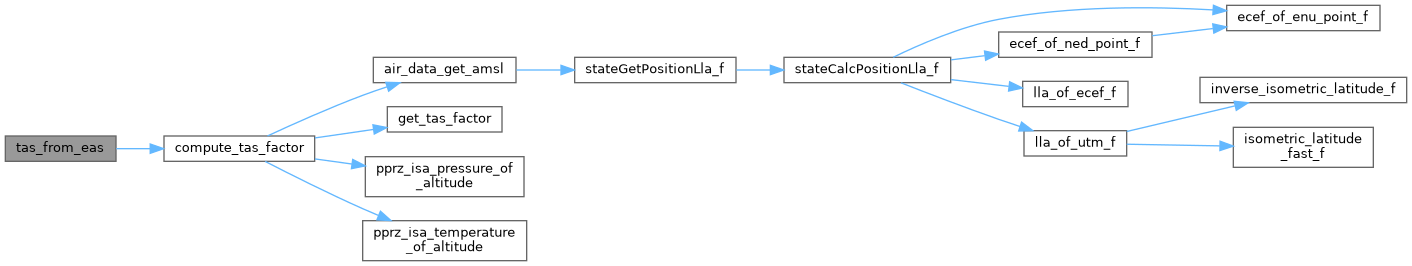 tas_from_eas
compute_tas_factor
air_data_get_amsl
get_tas_factor
pprz_isa_pressure_of
_altitude
pprz_isa_temperature
_of_altitude
stateGetPositionLla_f
stateCalcPositionLla_f
ecef_of_enu_point_f
ecef_of_ned_point_f
lla_of_ecef_f
lla_of_utm_f
inverse_isometric_latitude_f
isometric_latitude
_fast_f